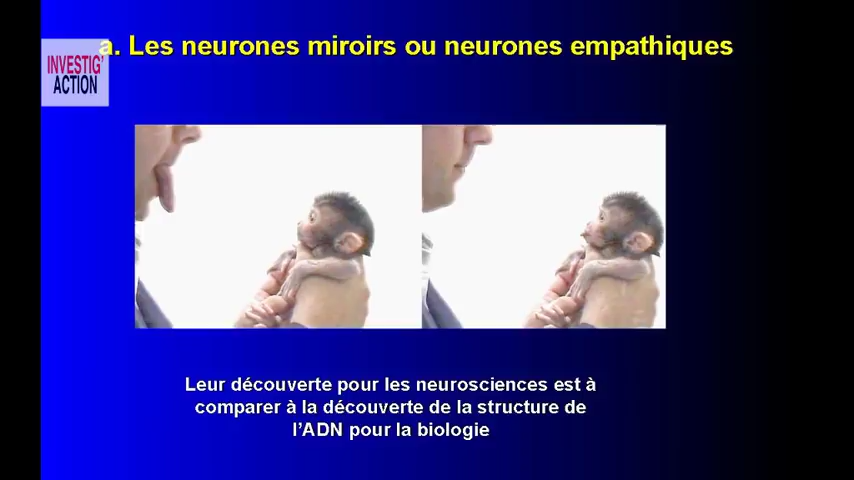 a. Les neurones miroirs ou neurones empathiques
INVESTIG'
ACTION
Leur découverte pour les neurosciences est à
comparer à la découverte de la structure de
l'ADN pour la biologie